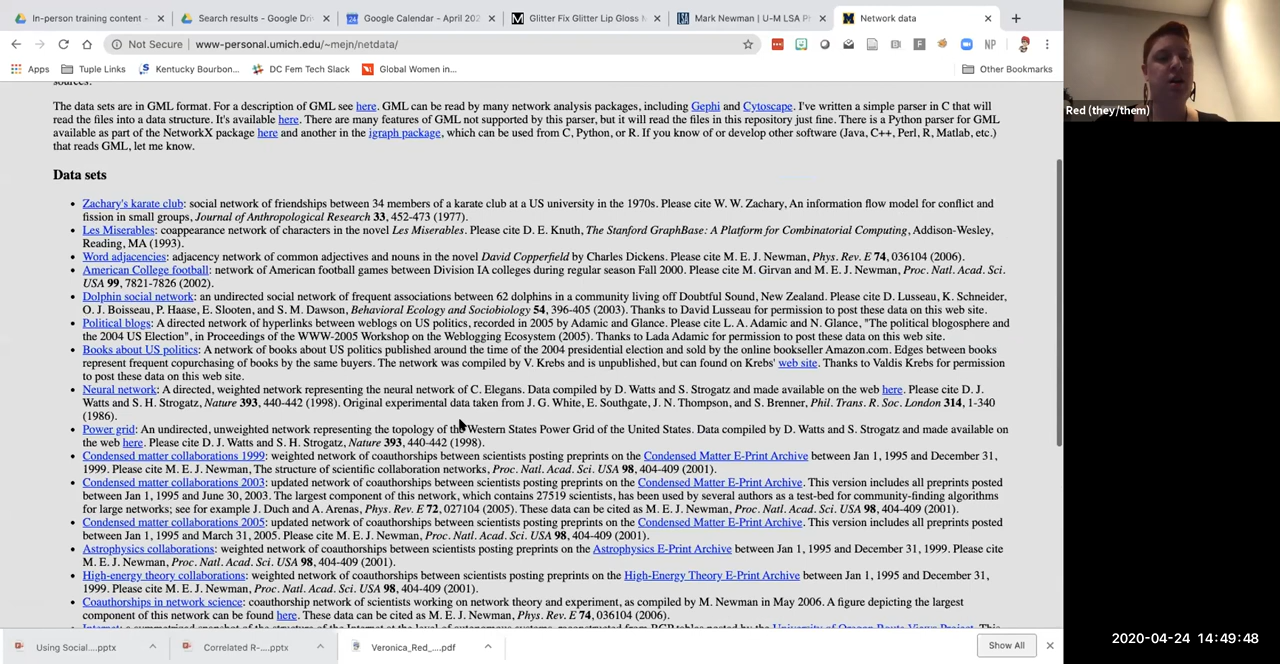 In-person training content -
Search results - Google Dri
Google Calendar - April 202
Glitter Fix Glitter Lip Gloss M
Mark Newman | U-M LSA Ph
Network data
Not Secure | www-personal.umich.edu/~mejn/netdata/
Apps
Tuple Links
Kentucky Bourbon...
DC Fem Tech Slack
Global Women in...
Other Bookmarks
sources.
The data sets are in GML format. For a description of GML see here. GML can be read by many network analysis packages, including Gephi and Cytoscape. I've written a simple parser in C that will
read the files into a data structure. It's available here. There are many features of GML not supported by this parser, but it will read the files in this repository just fine. There is a Python parser for GML
available as part of the NetworkX package here and another in the igraph package, which can be used from C, Python, or R. If you know of or develop other software (Java, C++, Perl, R, Matlab, etc.)
that reads GML, let me know.
Data sets
• Zachary's karate club: social network of friendships between 34 members of a karate club at a US university in the 1970s. Please cite W. W. Zachary, An information flow model for conflict and
fission in small groups, Journal of Anthropological Research 33, 452-473 (1977).
• Les Miserables: coappearance network of characters in the novel Les Miserables. Please cite D. E. Knuth, The Stanford GraphBase: A Platform for Combinatorial Computing, Addison-Wesley,
Reading, MA (1993).
• Word adjacencies: adjacency network of common adjectives and nouns in the novel David Copperfield by Charles Dickens. Please cite M. E. J. Newman, Phys. Rev. E 74, 036104 (2006).
• American College football: network of American football games between Division IA colleges during regular season Fall 2000. Please cite M. Girvan and M. E. J. Newman, Proc. Natl. Acad. Sci.
USA 99, 7821-7826 (2002).
• Dolphin social network: an undirected social network of frequent associations between 62 dolphins in a community living off Doubtful Sound, New Zealand. Please cite D. Lusseau, K. Schneider,
O. J. Boisseau, P. Haase, E. Slooten, and S. M. Dawson, Behavioral Ecology and Sociobiology 54, 396-405 (2003). Thanks to David Lusseau for permission to post these data on this web site.
• Political blogs: A directed network of hyperlinks between weblogs on US politics, recorded in 2005 by Adamic and Glance. Please cite L. A. Adamic and N. Glance, "The political blogosphere and
the 2004 US Election", in Proceedings of the WWW-2005 Workshop on the Weblogging Ecosystem (2005). Thanks to Lada Adamic for permission to post these data on this web site.
• Books about US politics: A network of books about US politics published around the time of the 2004 presidential election and sold by the online bookseller Amazon.com. Edges between books
represent frequent copurchasing of books by the same buyers. The network was compiled by V. Krebs and is unpublished, but can found on Krebs' web site. Thanks to Valdis Krebs for permission
to post these data on this web site.
• Neural network: A directed, weighted network representing the neural network of C. Elegans. Data compiled by D. Watts and S. Strogatz and made available on the web here. Please cite D. J.
Watts and S. H. Strogatz, Nature 393, 440-442 (1998). Original experimental data taken from J. G. White, E. Southgate, J. N. Thompson, and S. Brenner, Phil. Trans. R. Soc. London 314, 1-340
(1986).
• Power grid: An undirected, unweighted network representing the topology of the Western States Power Grid of the United States. Data compiled by D. Watts and S. Strogatz and made available on
the web here. Please cite D. J. Watts and S. H. Strogatz, Nature 393, 440-442 (1998).
• Condensed matter collaborations 1999: weighted network of coauthorships between scientists posting preprints on the Condensed Matter E-Print Archive between Jan 1, 1995 and December 31,
1999. Please cite M. E. J. Newman, The structure of scientific collaboration networks, Proc. Natl. Acad. Sci. USA 98, 404-409 (2001).
• Condensed matter collaborations 2003: updated network of coauthorships between scientists posting preprints on the Condensed Matter E-Print Archive. This version includes all preprints posted
between Jan 1, 1995 and June 30, 2003. The largest component of this network, which contains 27519 scientists, has been used by several authors as a test-bed for community-finding algorithms
for large networks; see for example J. Duch and A. Arenas, Phys. Rev. E 72, 027104 (2005). These data can be cited as M. E. J. Newman, Proc. Natl. Acad. Sci. USA 98, 404-409 (2001).
• Condensed matter collaborations 2005: updated network of coauthorships between scientists posting preprints on the Condensed Matter E-Print Archive. This version includes all preprints posted
between Jan 1, 1995 and March 31, 2005. Please cite M. E. J. Newman, Proc. Natl. Acad. Sci. USA 98, 404-409 (2001).
• Astrophysics collaborations: weighted network of coauthorships between scientists posting preprints on the Astrophysics E-Print Archive between Jan 1, 1995 and December 31, 1999. Please cite
M. E. J. Newman, Proc. Natl. Acad. Sci. USA 98, 404-409 (2001).
• High-energy theory collaborations: weighted network of coauthorships between scientists posting preprints on the High-Energy Theory E-Print Archive between Jan 1, 1995 and December 31,
1999. Please cite M. E. J. Newman, Proc. Natl. Acad. Sci. USA 98, 404-409 (2001).
• Coauthorships in network science: coauthorship network of scientists working on network theory and experiment, as compiled by M. Newman in May 2006. A figure depicting the largest
component of this network can be found here. These data can be cited as M. E. J. Newman, Phys. Rev. E 74, 036104 (2006).
• Internet: a symmetrized snapshot of the structure of the Internet at the level of autonomous systems, reconstructed from BGP tables posted by the University of Oregon Route Views Project. This
Using Social....pptx
Correlated R-....pptx
Veronica_Red_....pdf
Show All
Red (they/them)
2020-04-24 14:49:48